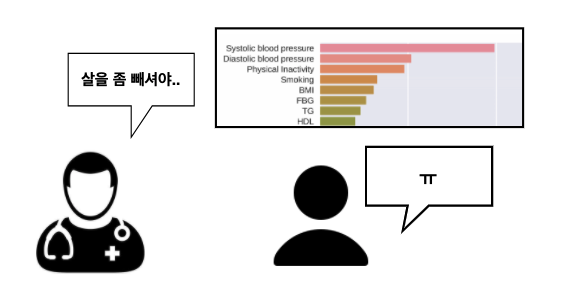 살을 좀 빼셔야..
Systolic blood pressure
Diastolic blood pressure
Physical Inactivity
Smoking
BMI
FBG
TG
HDL
ㅠ